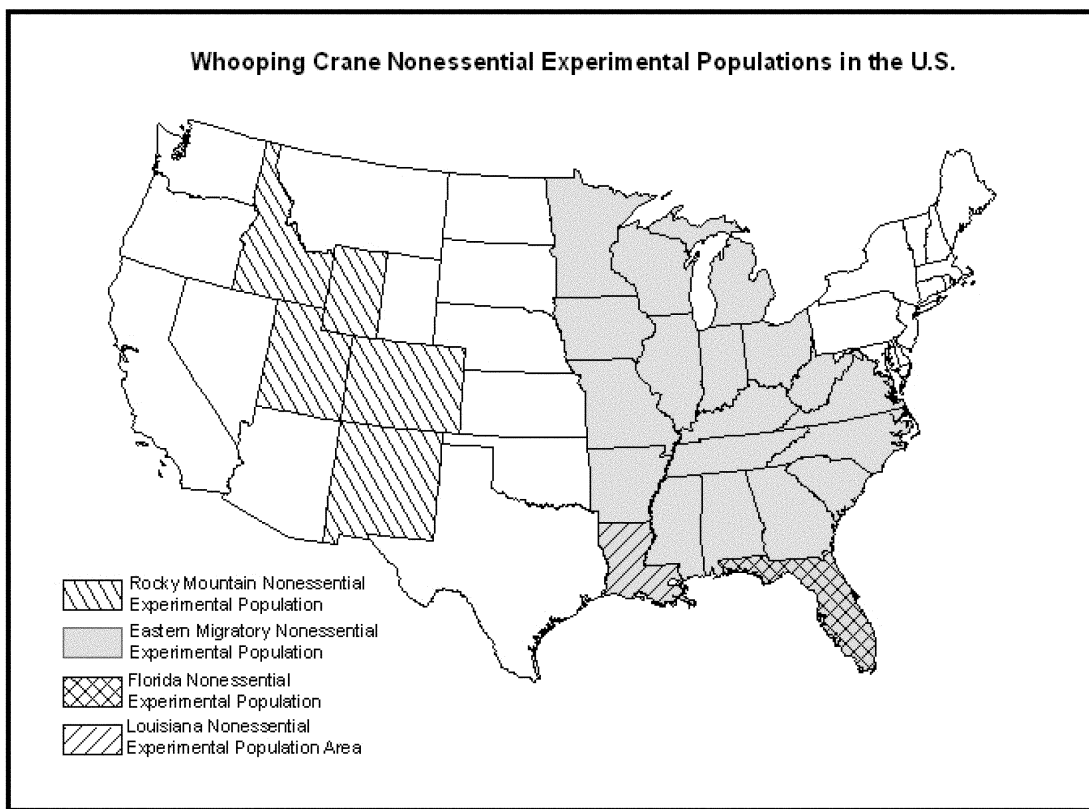 Whooping Crane Nonessential Experimental Populations in the U.S.
Rocky Mountain Nonessential
Experimental Population
Eastern Migratory Nonessential
Experimental Population
Florida Nonessential
Experimental Population
Louisiana Nonessential
Experimental Population Area